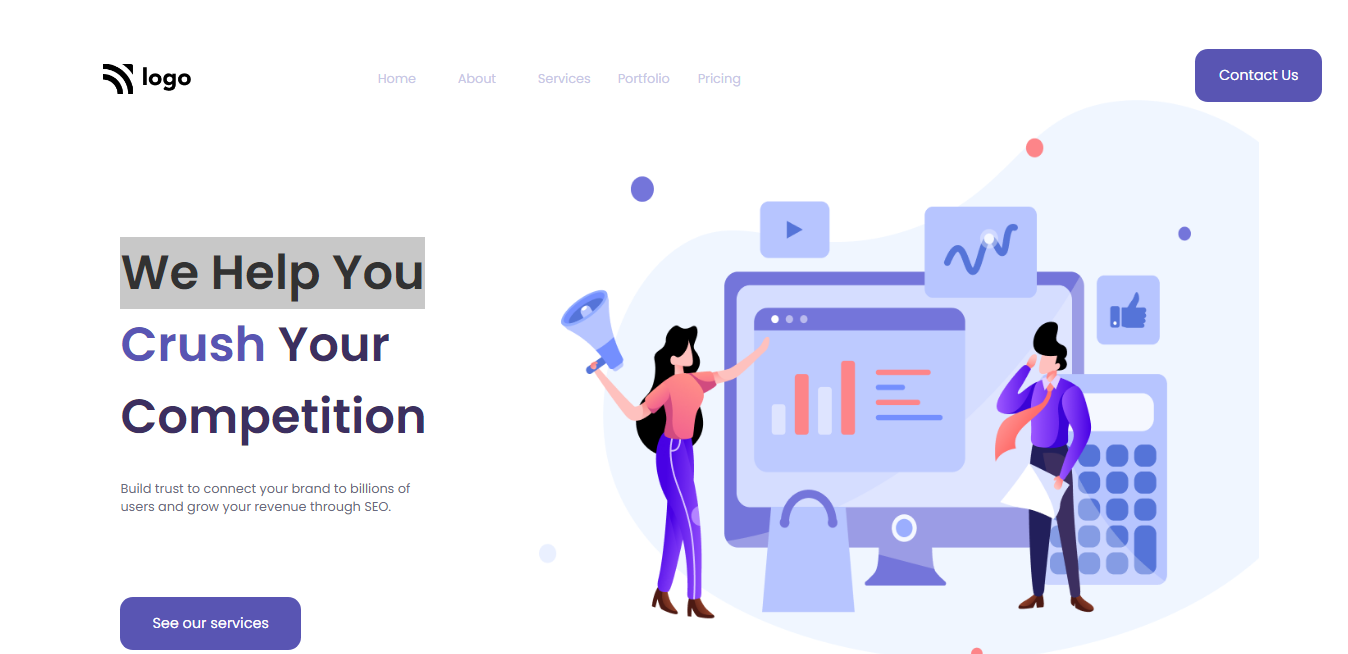 logo
Home About Services Portfolio Pricing
Contact Us
We Help You
Crush Your
Competition
Build trust to connect your brand to billions of
users and grow your revenue through SEO.
See our services